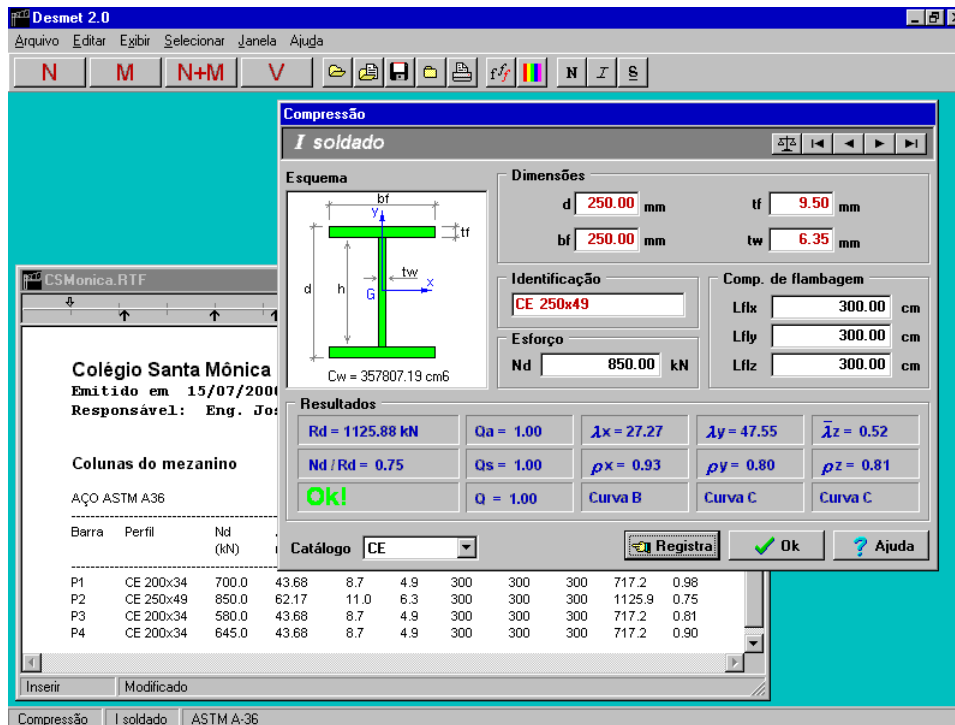 Desmet 2.0
Arquivo Editar Exibir Selecionar Janela Ajuda
N M N+M V N I S
Compressão
I soldado
Esquema
bf
y
tf
tw
d
h
G
x
Cw = 357807.19 cm6
Dimensões
d 250.00 mm tf 9.50 mm
bf 250.00 mm tw 6.35 mm
Identificação
CE 250x49
Esforço
Nd 850.00 kN
Comp. de flambagem
Lflx 300.00 cm
Lfly 300.00 cm
Lflz 300.00 cm
Resultados
Rd = 1125.88 kN Qa = 1.00 λx = 27.27 λy = 47.55 λ̄z = 0.52
Nd / Rd = 0.75 Qs = 1.00 ρx = 0.93 ρy = 0.80 ρz = 0.81
Ok! Q = 1.00 Curva B Curva C Curva C
Catálogo CE Registra Ok Ajuda
CSMonica.RTF
Colégio Santa Mônica
Emitido em 15/07/200
Responsável: Eng. Jo
Colunas do mezanino
AÇO ASTM A36
Barra Perfil Nd
(kN)
P1 CE 200x34 700.0 43.68 8.7 4.9 300 300 300 717.2 0.98
P2 CE 250x49 850.0 62.17 11.0 6.3 300 300 300 1125.9 0.75
P3 CE 200x34 580.0 43.68 8.7 4.9 300 300 300 717.2 0.81
P4 CE 200x34 645.0 43.68 8.7 4.9 300 300 300 717.2 0.90
Inserir Modificado
Compressão I soldado ASTM A-36